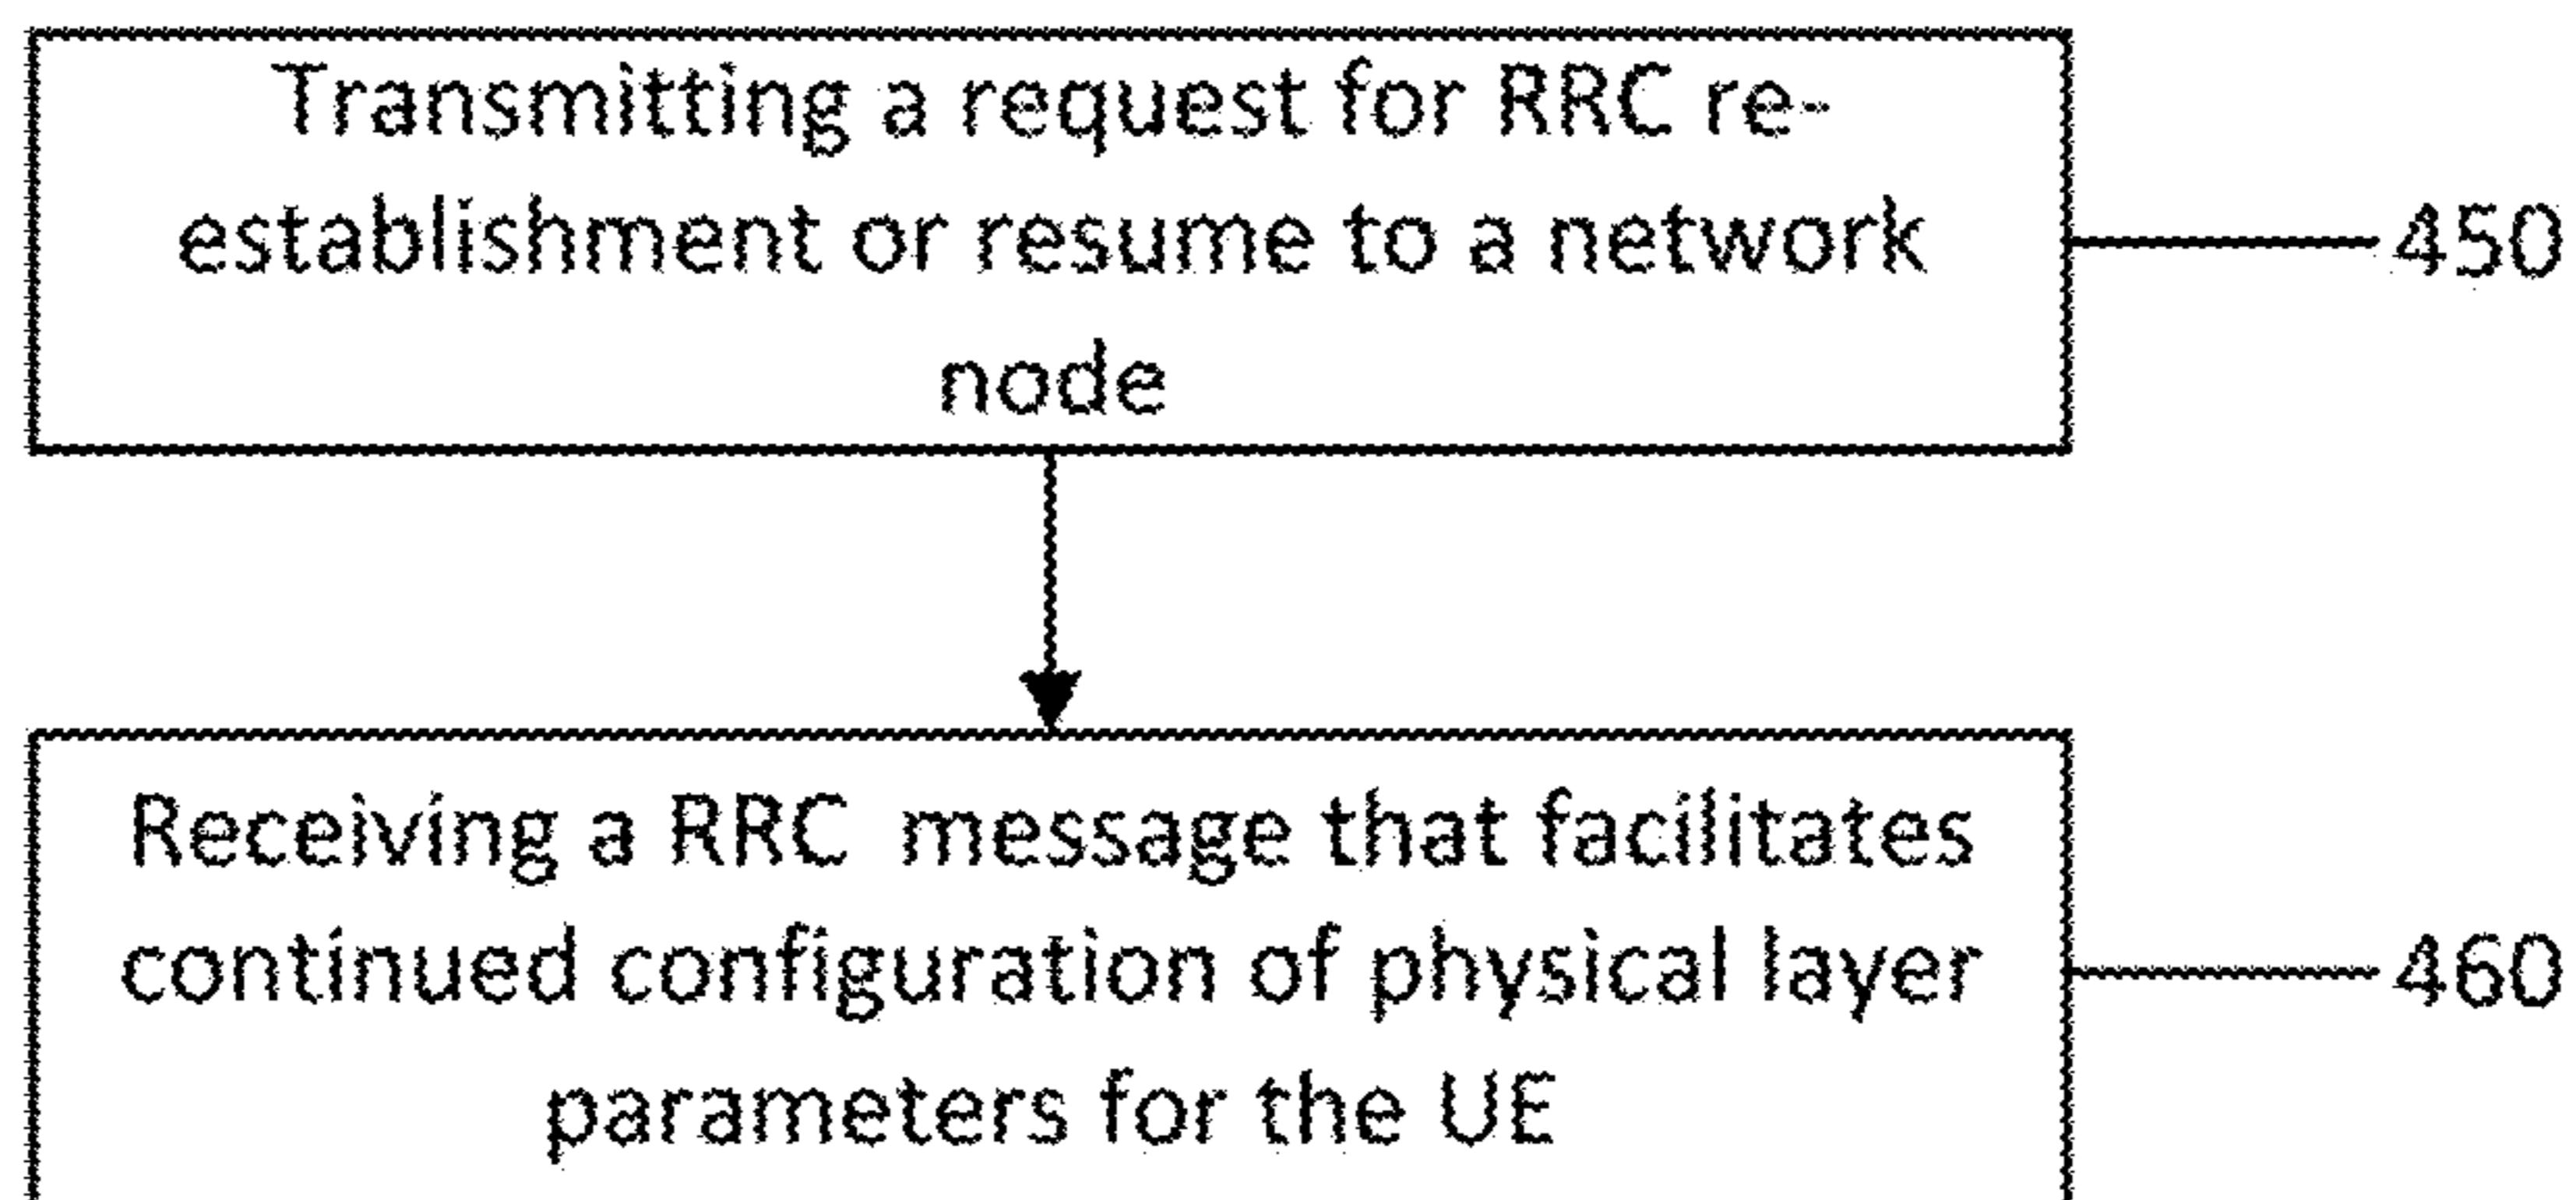 Transmitting a request for RRC re-
establishment or resume to a network
node
450
Receiving a RRC message that facilitates
continued configuration of physical layer
parameters for the UE
460